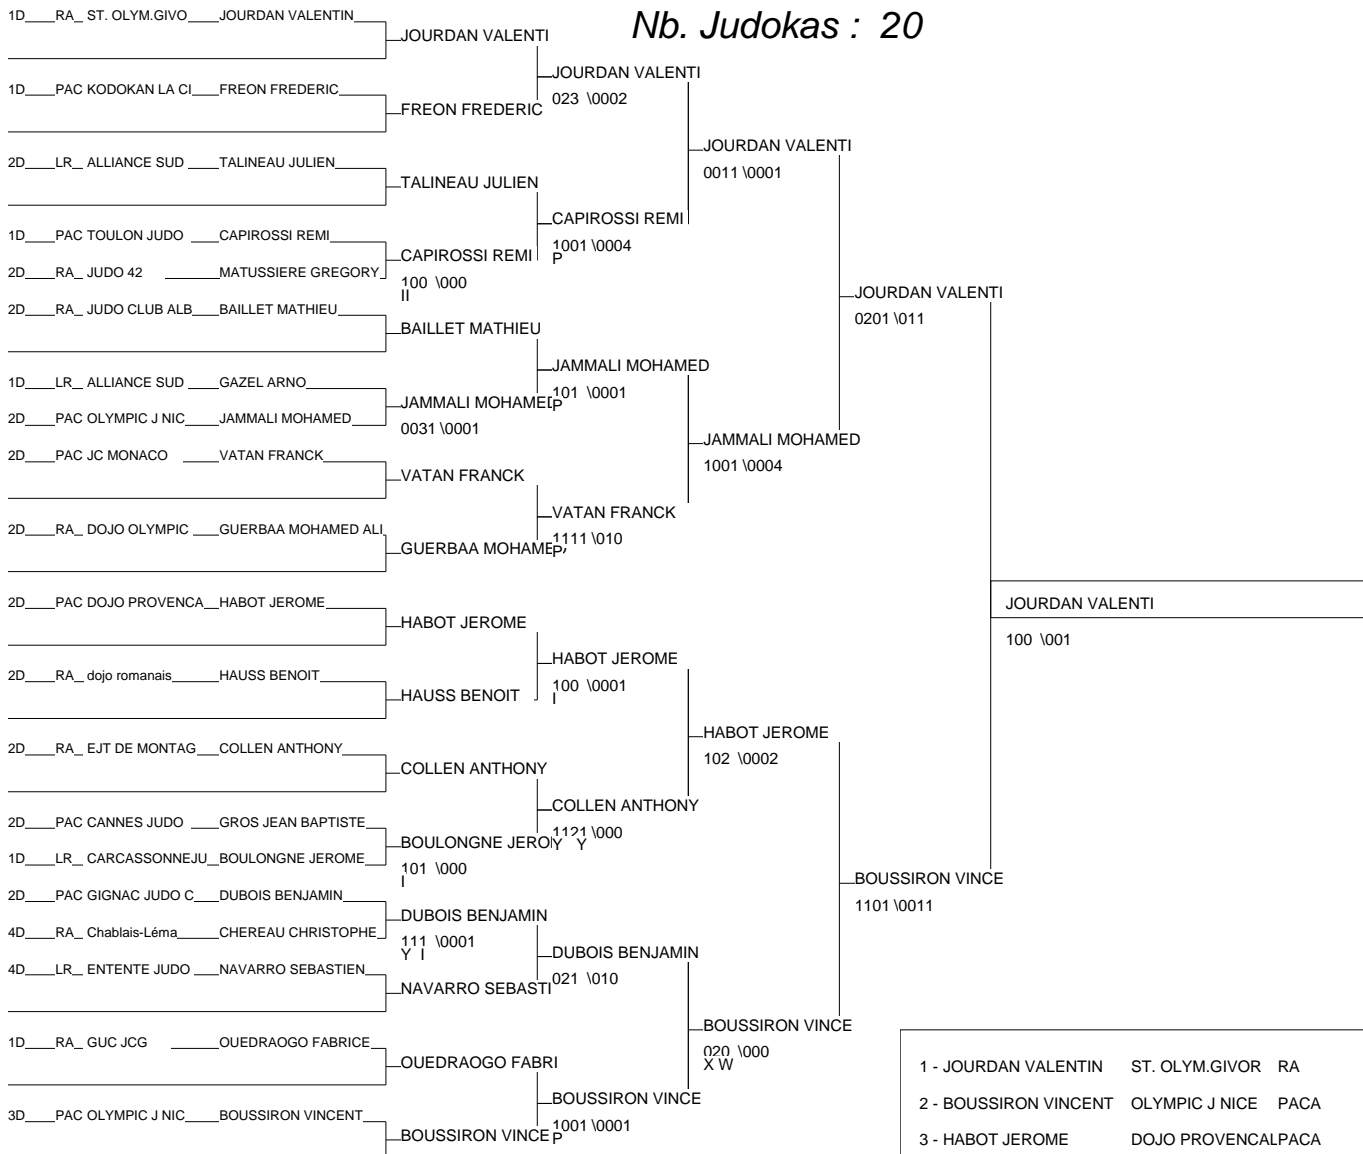 Nb. Judokas : 20
1D RA_ ST. OLYM.GIVO JOURDAN VALENTIN
1D PAC KODOKAN LA CI FREON FREDERIC
2D LR_ ALLIANCE SUD TALINEAU JULIEN
1D PAC TOULON JUDO CAPIROSSI REMI
2D RA_ JUDO 42 MATUSSIERE GREGORY
2D RA_ JUDO CLUB ALB BAILLET MATHIEU
1D LR_ ALLIANCE SUD GAZEL ARNO
2D PAC OLYMPIC J NIC JAMMALI MOHAMED
2D PAC JC MONACO VATAN FRANCK
2D RA_ DOJO OLYMPIC GUERBAA MOHAMED ALI
2D PAC DOJO PROVENCA HABOT JEROME
2D RA_ dojo romanais HAUSS BENOIT
2D RA_ EJT DE MONTAG COLLEN ANTHONY
2D PAC CANNES JUDO GROS JEAN BAPTISTE
1D LR_ CARCASSONNEJU BOULONGNE JEROME
2D PAC GIGNAC JUDO C DUBOIS BENJAMIN
4D RA_ Chablais-Léma CHEREAU CHRISTOPHE
4D LR_ ENTENTE JUDO NAVARRO SEBASTIEN
1D RA_ GUC JCG OUEDRAOGO FABRICE
3D PAC OLYMPIC J NIC BOUSSIRON VINCENT
JOURDAN VALENTI
FREON FREDERIC
TALINEAU JULIEN
CAPIROSSI REMI
100 \000
II
BAILLET MATHIEU
JAMMALI MOHAMED
0031 \0001
VATAN FRANCK
GUERBAA MOHAME
HABOT JEROME
HAUSS BENOIT
COLLEN ANTHONY
BOULONGNE JERO
101 \000
I
DUBOIS BENJAMIN
111 \0001
Y I
NAVARRO SEBASTI
OUEDRAOGO FABRI
BOUSSIRON VINCE
JOURDAN VALENTI
023 \0002
CAPIROSSI REMI
1001 \0004
P
JAMMALI MOHAMED
101 \0001
P
VATAN FRANCK
1111 \010
P
HABOT JEROME
100 \0001
I
COLLEN ANTHONY
1121 \000
Y Y
DUBOIS BENJAMIN
021 \010
BOUSSIRON VINCE
1001 \0001
P
JOURDAN VALENTI
0011 \0001
JAMMALI MOHAMED
1001 \0004
HABOT JEROME
102 \0002
BOUSSIRON VINCE
020 \000
X W
JOURDAN VALENTI
0201 \011
BOUSSIRON VINCE
1101 \0011
JOURDAN VALENTI
100 \001
1 - JOURDAN VALENTIN ST. OLYM.GIVOR RA
2 - BOUSSIRON VINCENT OLYMPIC J NICE PACA
3 - HABOT JEROME DOJO PROVENCALPACA